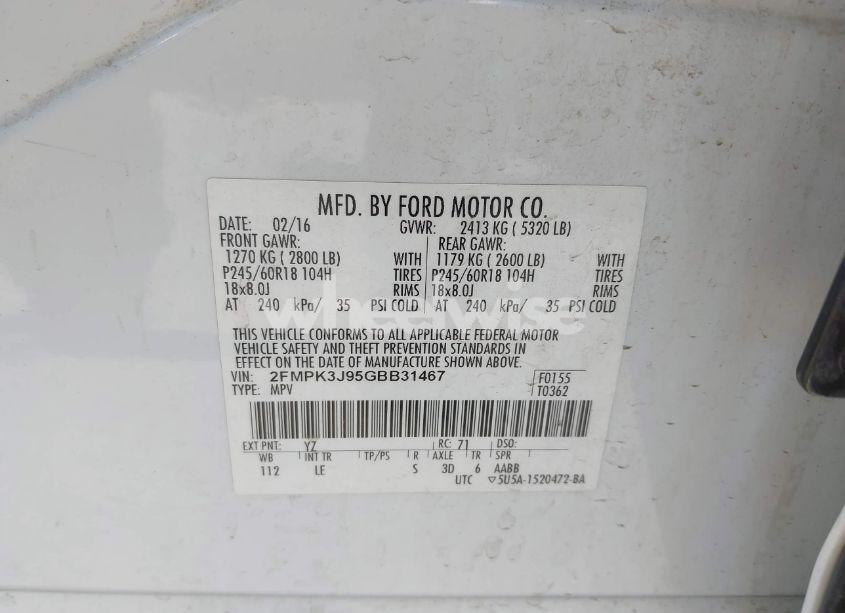 MFD. BY FORD MOTOR CO.
DATE: 02/16 GVWR: 2413 KG ( 5320 LB)
FRONT GAWR: REAR GAWR:
1270 KG ( 2800 LB) WITH 1179 KG ( 2600 LB) WITH
P245/60R18 104H TIRES P245/60R18 104H TIRES
18x8.0J RIMS 18x8.0J RIMS
AT 240 kPa/ 35 PSI COLD AT 240 kPa/ 35 PSI COLD
wheelwise
THIS VEHICLE CONFORMS TO ALL APPLICABLE FEDERAL MOTOR
VEHICLE SAFETY AND THEFT PREVENTION STANDARDS IN
EFFECT ON THE DATE OF MANUFACTURE SHOWN ABOVE.
VIN: 2FMPK3J95GBB31467 F0155
TYPE: MPV T0362
EXT PNT: YZ RC: 71 DSO:
WB INT TR TP/PS R AXLE TR SPR
112 LE S 3D 6 AABB
UTC ▽5U5A-1520472-BA